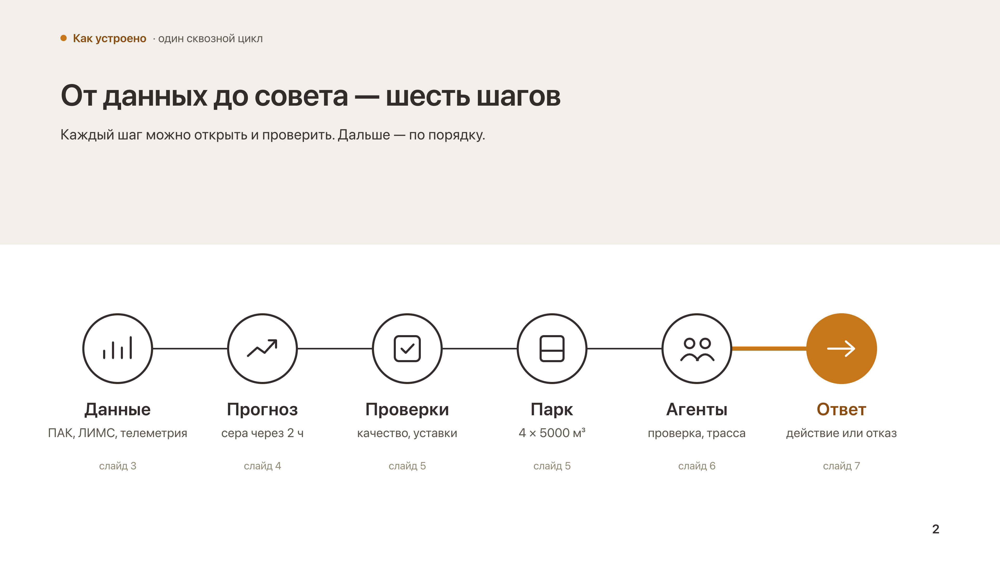 Как устроено · один сквозной цикл
От данных до совета — шесть шагов
Каждый шаг можно открыть и проверить. Дальше — по порядку.
Данные
ПАК, ЛИМС, телеметрия
слайд 3
Прогноз
сера через 2 ч
слайд 4
Проверки
качество, уставки
слайд 5
Парк
4 × 5000 м³
слайд 5
Агенты
проверка, трасса
слайд 6
Ответ
действие или отказ
слайд 7
2